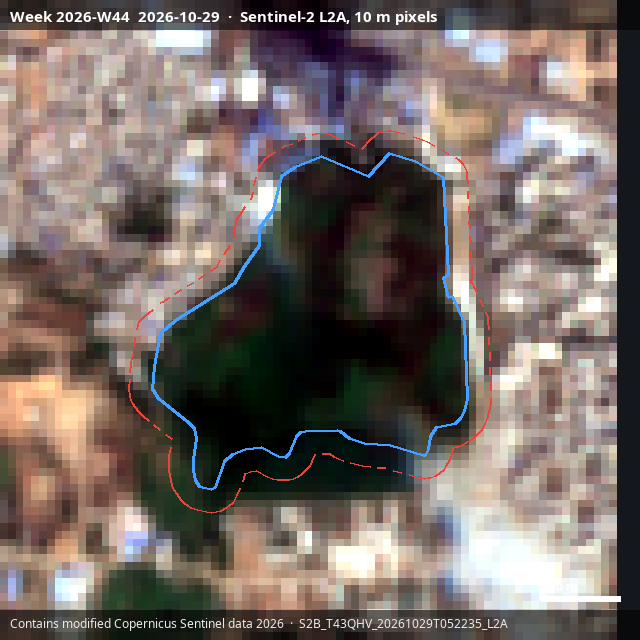 Week 2026-W44  2026-10-29  ·  Sentinel-2 L2A, 10 m pixels
Contains modified Copernicus Sentinel data 2026  ·  S2B_T43QHV_20261029T052235_L2A